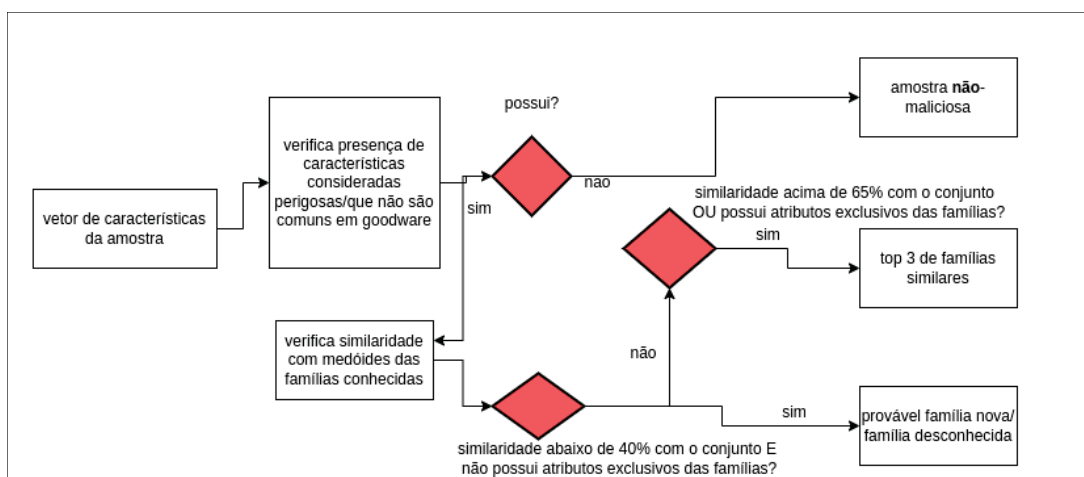 possui?
amostra não-
maliciosa
verifica presença de
características
consideradas
perigosas/que não são
comuns em goodware
vetor de características
da amostra
sim
nao
similaridade acima de 65% com o conjunto
OU possui atributos exclusivos das famílias?
sim
top 3 de famílias
similares
verifica similaridade
com medóides das
famílias conhecidas
não
sim
provável família nova/
família desconhecida
similaridade abaixo de 40% com o conjunto E
não possui atributos exclusivos das famílias?